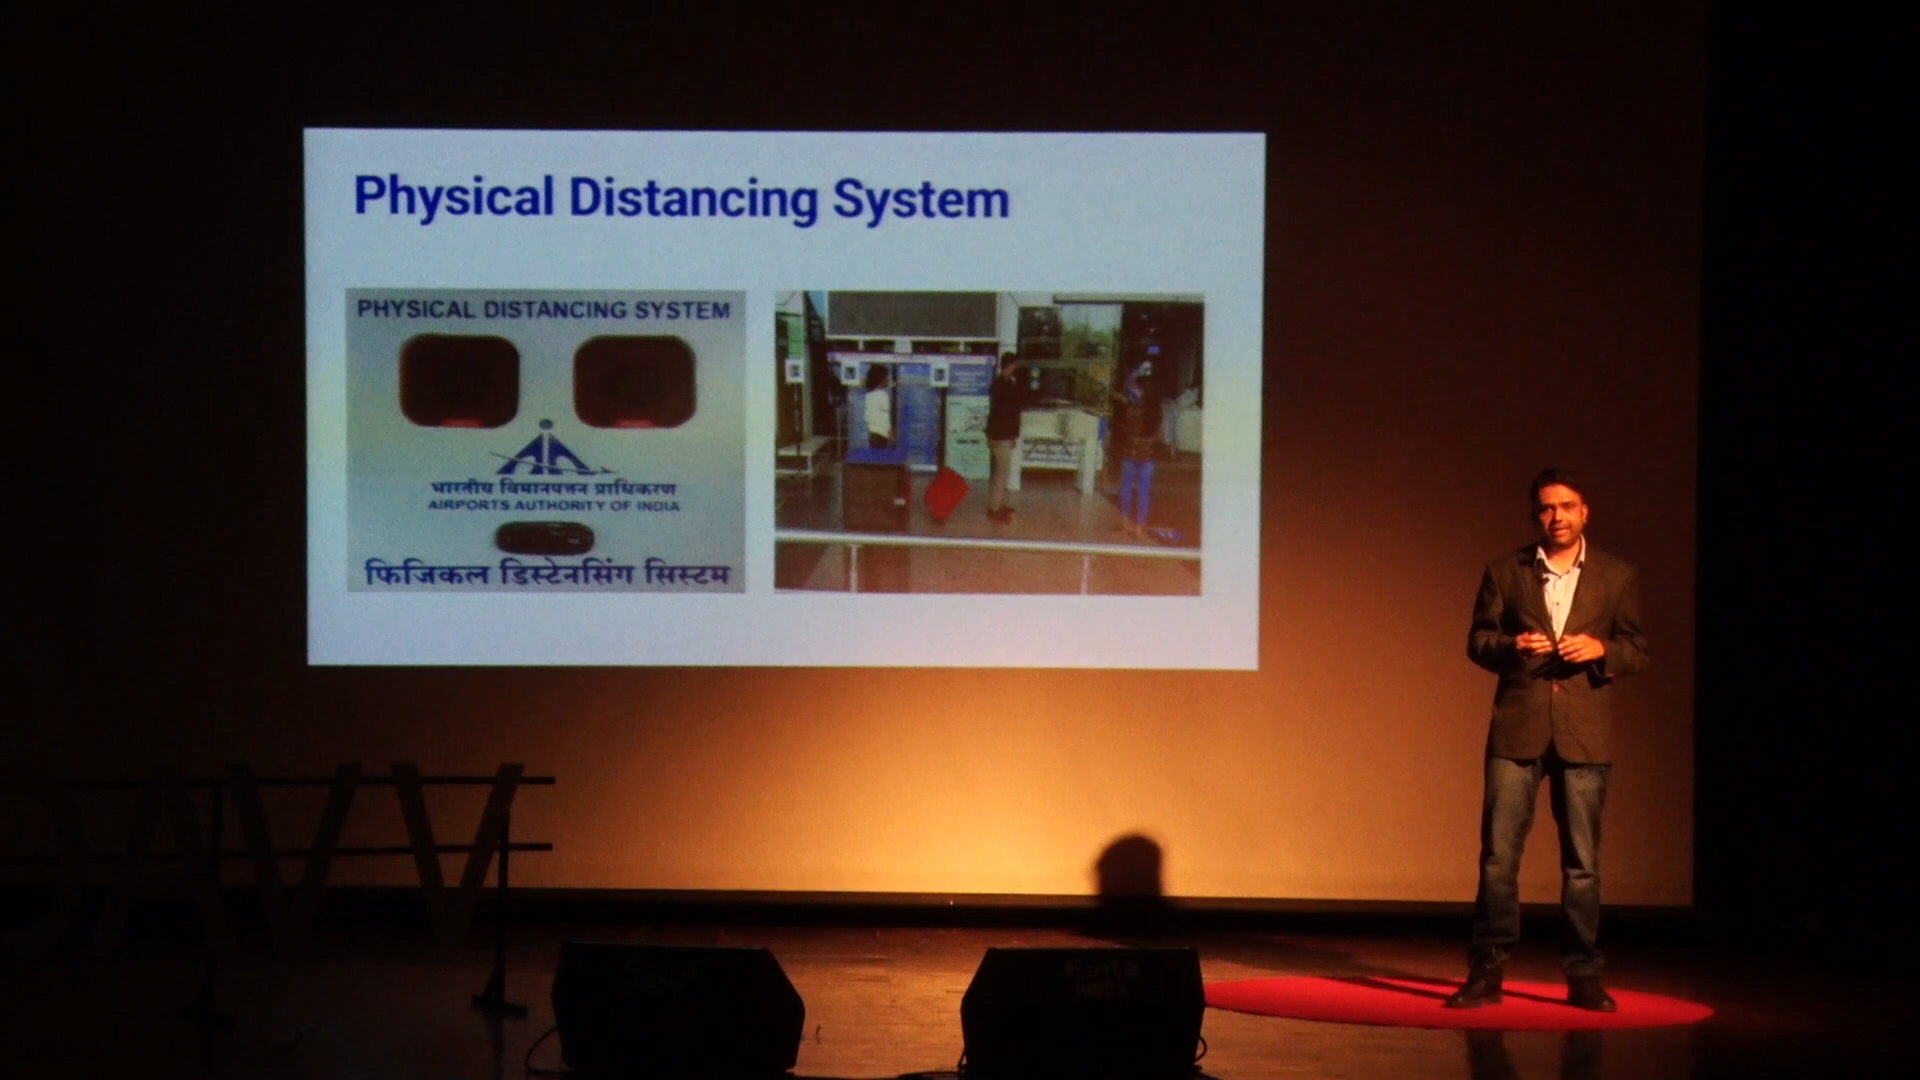 Physical Distancing System
PHYSICAL DISTANCING SYSTEM
भारतीय विमानपत्तन प्राधिकरण
AIRPORTS AUTHORITY OF INDIA
फिजिकल डिस्टेनसिंग सिस्टम